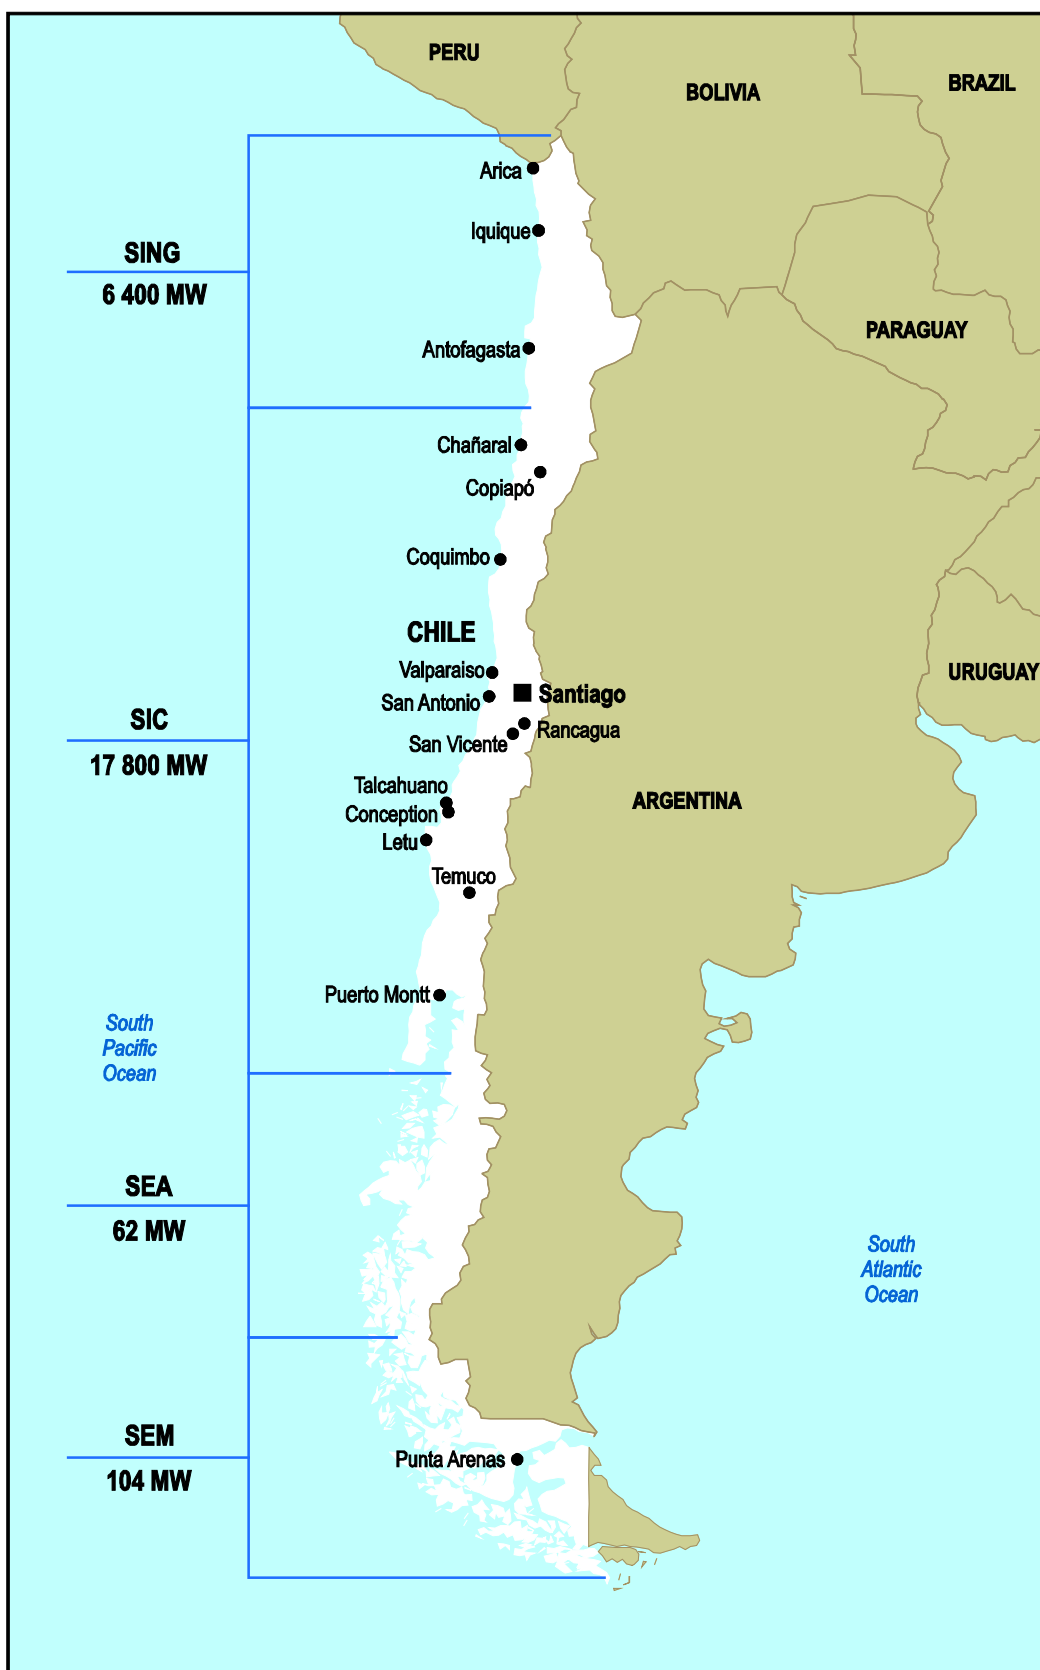 PERU
BOLIVIA
BRAZIL
Arica
Iquique
SING
6 400 MW
Antofagasta
PARAGUAY
Chañaral
Copiapó
Coquimbo
CHILE
Valparaiso
San Antonio
Santiago
URUGUAY
SIC
17 800 MW
Rancagua
San Vicente
Talcahuano
Conception
Letu
ARGENTINA
Temuco
Puerto Montt
South
Pacific
Ocean
SEA
62 MW
South
Atlantic
Ocean
SEM
104 MW
Punta Arenas